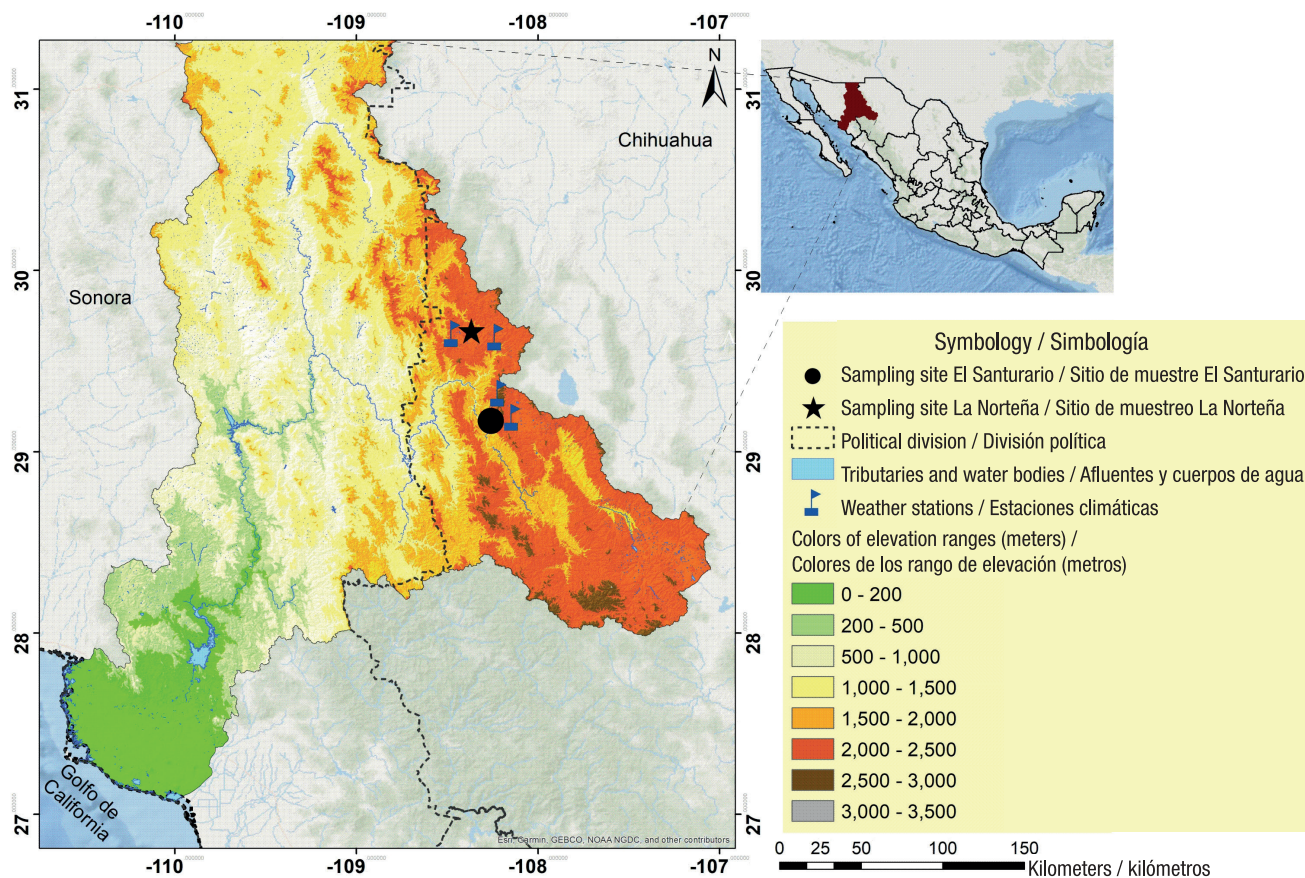 -110
-109
-108
-107
N
31
31
Chihuahua
30
30
Sonora
29
29
28
28
27
27
Golfo de
California
Esri, Garmin, GEBCO, NOAA NGDC, and other contributors
-110
-109
-108
-107
Symbology / Simbología
Sampling site El Santurario / Sitio de muestre El Santurario
Sampling site La Norteña / Sitio de muestreo La Norteña
Political division / División política
Tributaries and water bodies / Afluentes y cuerpos de agua
Weather stations / Estaciones climáticas
Colors of elevation ranges (meters) /
Colores de los rango de elevación (metros)
0 - 200
200 - 500
500 - 1,000
1,000 - 1,500
1,500 - 2,000
2,000 - 2,500
2,500 - 3,000
3,000 - 3,500
0 25 50 100 150
Kilometers / kilómetros